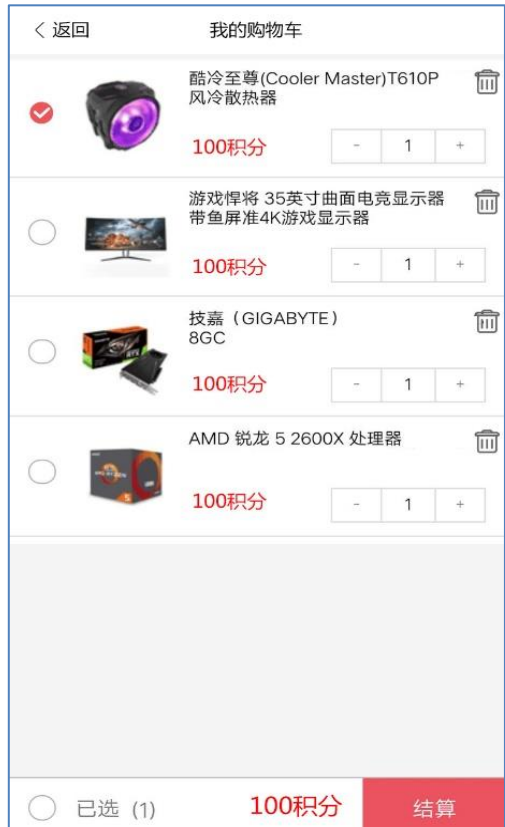 < 返回 我的购物车
酷冷至尊(Cooler Master)T610P
风冷散热器
100积分 - 1 +
游戏悍将 35英寸曲面电竞显示器
带鱼屏准4K游戏显示器
100积分 - 1 +
技嘉（GIGABYTE）
8GC
100积分 - 1 +
AMD 锐龙 5 2600X 处理器
100积分 - 1 +
已选 (1) 100积分 结算